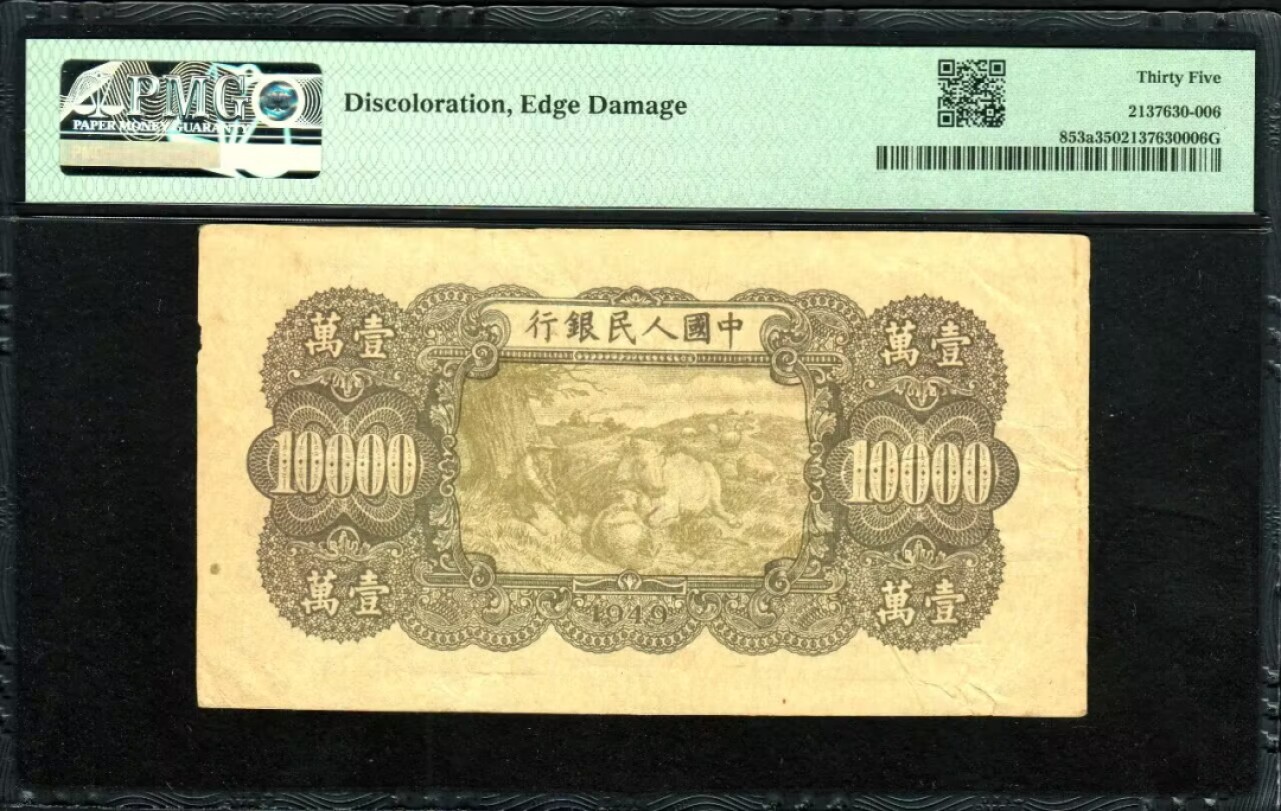 PMG
PAPER MONEY GUARANTY
Discoloration, Edge Damage
Thirty Five
2137630-006
853a3502137630006G
行銀民人國中
萬壹
萬壹
10000
10000
萬壹
萬壹
1949